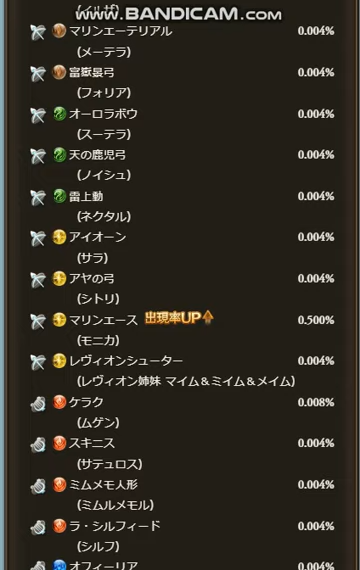 (イルザ)
www.BANDICAM.com
マリンエーテリアル 0.004%
(メーテラ)
富嶽景弓 0.004%
(フォリア)
オーロラボウ 0.004%
(スーテラ)
天の鹿児弓 0.004%
(ノイシュ)
雷上動 0.004%
(ネクタル)
アイオーン 0.004%
(サラ)
アヤの弓 0.004%
(シトリ)
マリンエース 出現率UP 0.500%
(モニカ)
レヴィオンシューター 0.004%
(レヴィオン姉妹 マイム＆ミイム＆メイム)
ケラク 0.008%
(ムゲン)
スキニス 0.004%
(サテュロス)
ミムメモ人形 0.004%
(ミムルメモル)
ラ・シルフィード 0.004%
(シルフ)
オフィーリア 0.004%